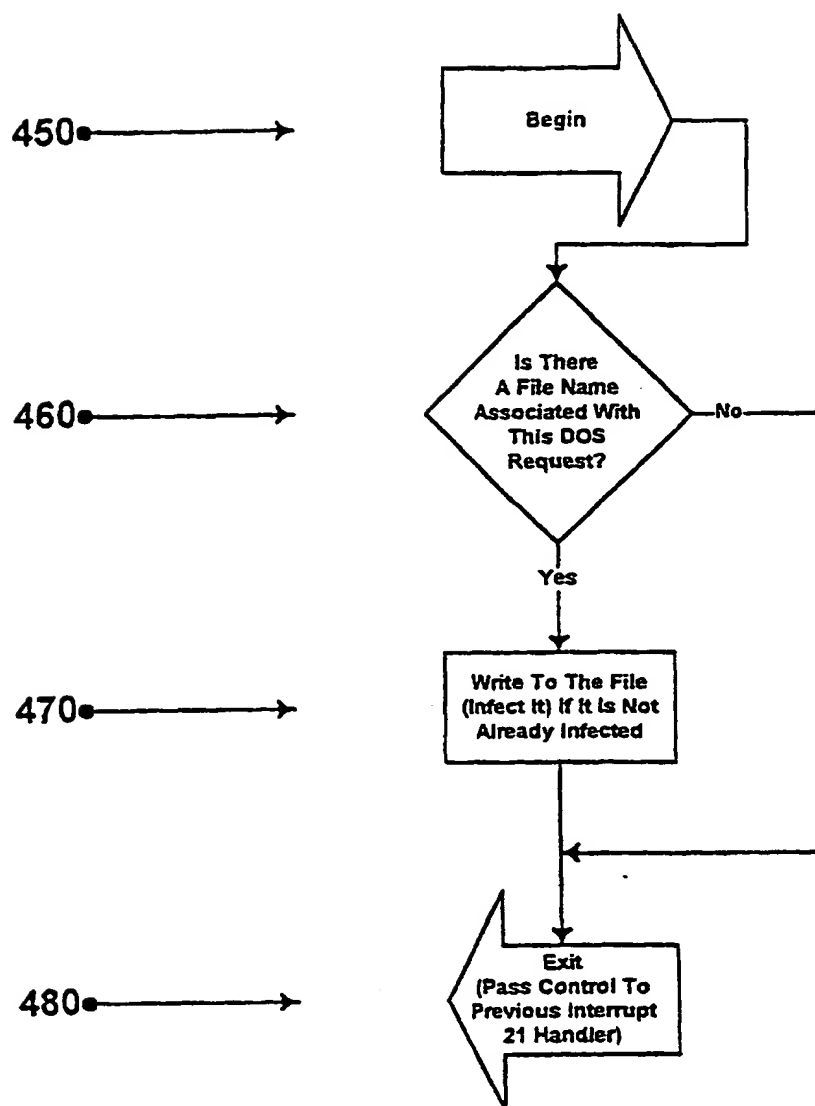 450
Begin
460
Is There
A File Name
Associated With
This DOS
Request?
No
Yes
470
Write To The File
(Infect It) If It Is Not
Already Infected
480
Exit
(Pass Control To
Previous Interrupt
21 Handler)